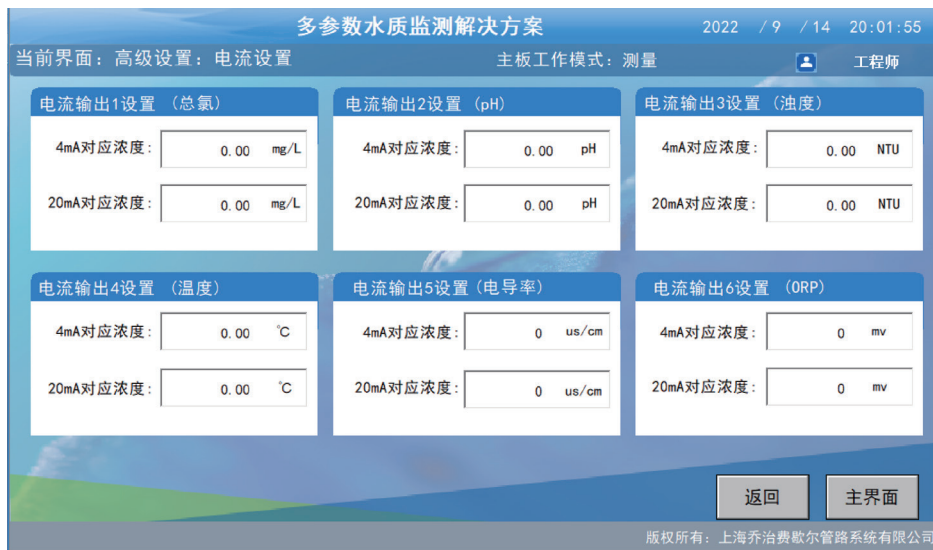 多参数水质监测解决方案 2022 / 9 / 14 20:01:55
当前界面：高级设置：电流设置 主板工作模式：测量 工程师
电流输出1设置 （总氯） 电流输出2设置（pH） 电流输出3设置 （浊度）
4mA对应浓度： 0.00 mg/L 4mA对应浓度： 0.00 pH 4mA对应浓度： 0.00 NTU
20mA对应浓度： 0.00 mg/L 20mA对应浓度： 0.00 pH 20mA对应浓度： 0.00 NTU
电流输出4设置 （温度） 电流输出5设置(电导率） 电流输出6设置 （ORP）
4mA对应浓度： 0.00 ℃ 4mA对应浓度： 0 us/cm 4mA对应浓度： 0 mv
20mA对应浓度： 0.00 ℃ 20mA对应浓度： 0 us/cm 20mA对应浓度： 0 mv
返回 主界面
版权所有：上海乔治费歇尔管路系统有限公司